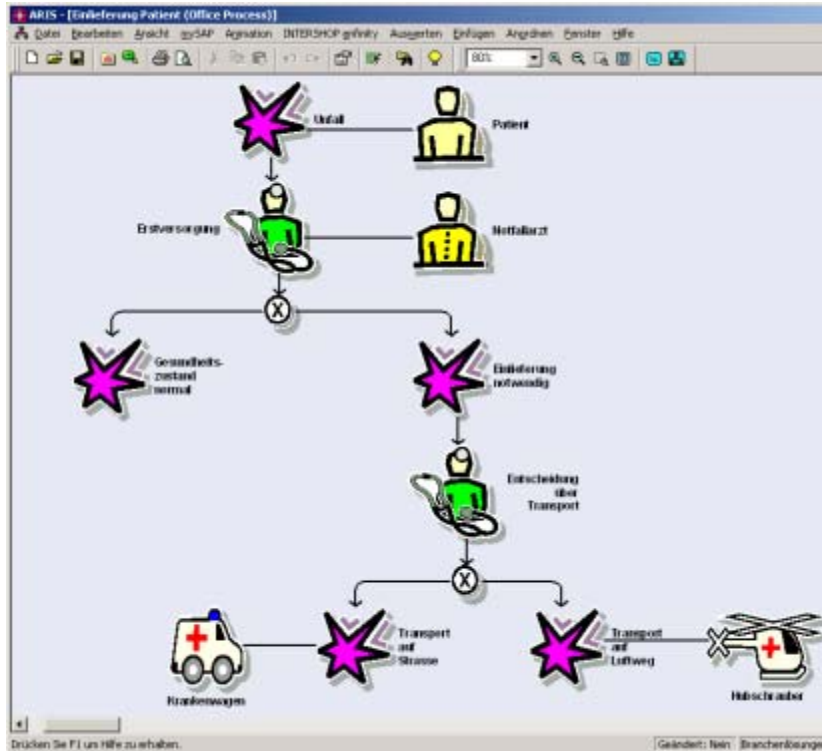 ARIS - [Einlieferung Patient (Office Process)]
Datei Bearbeiten Ansicht mySAP Animation INTERSHOP enfinity Auswerten Einfügen Anordnen Fenster Hilfe
80%
Unfall
Patient
Erstversorgung
Notfallarzt
X
Gesundheits-
zustand
normal
Einlieferung
notwendig
Entscheidung
über
Transport
X
Transport
auf
Strasse
Transport
auf
Luftweg
Krankenwagen
Hubschrauber
Drücken Sie F1 um Hilfe zu erhalten.
Geändert: Nein
Branchenlösunge